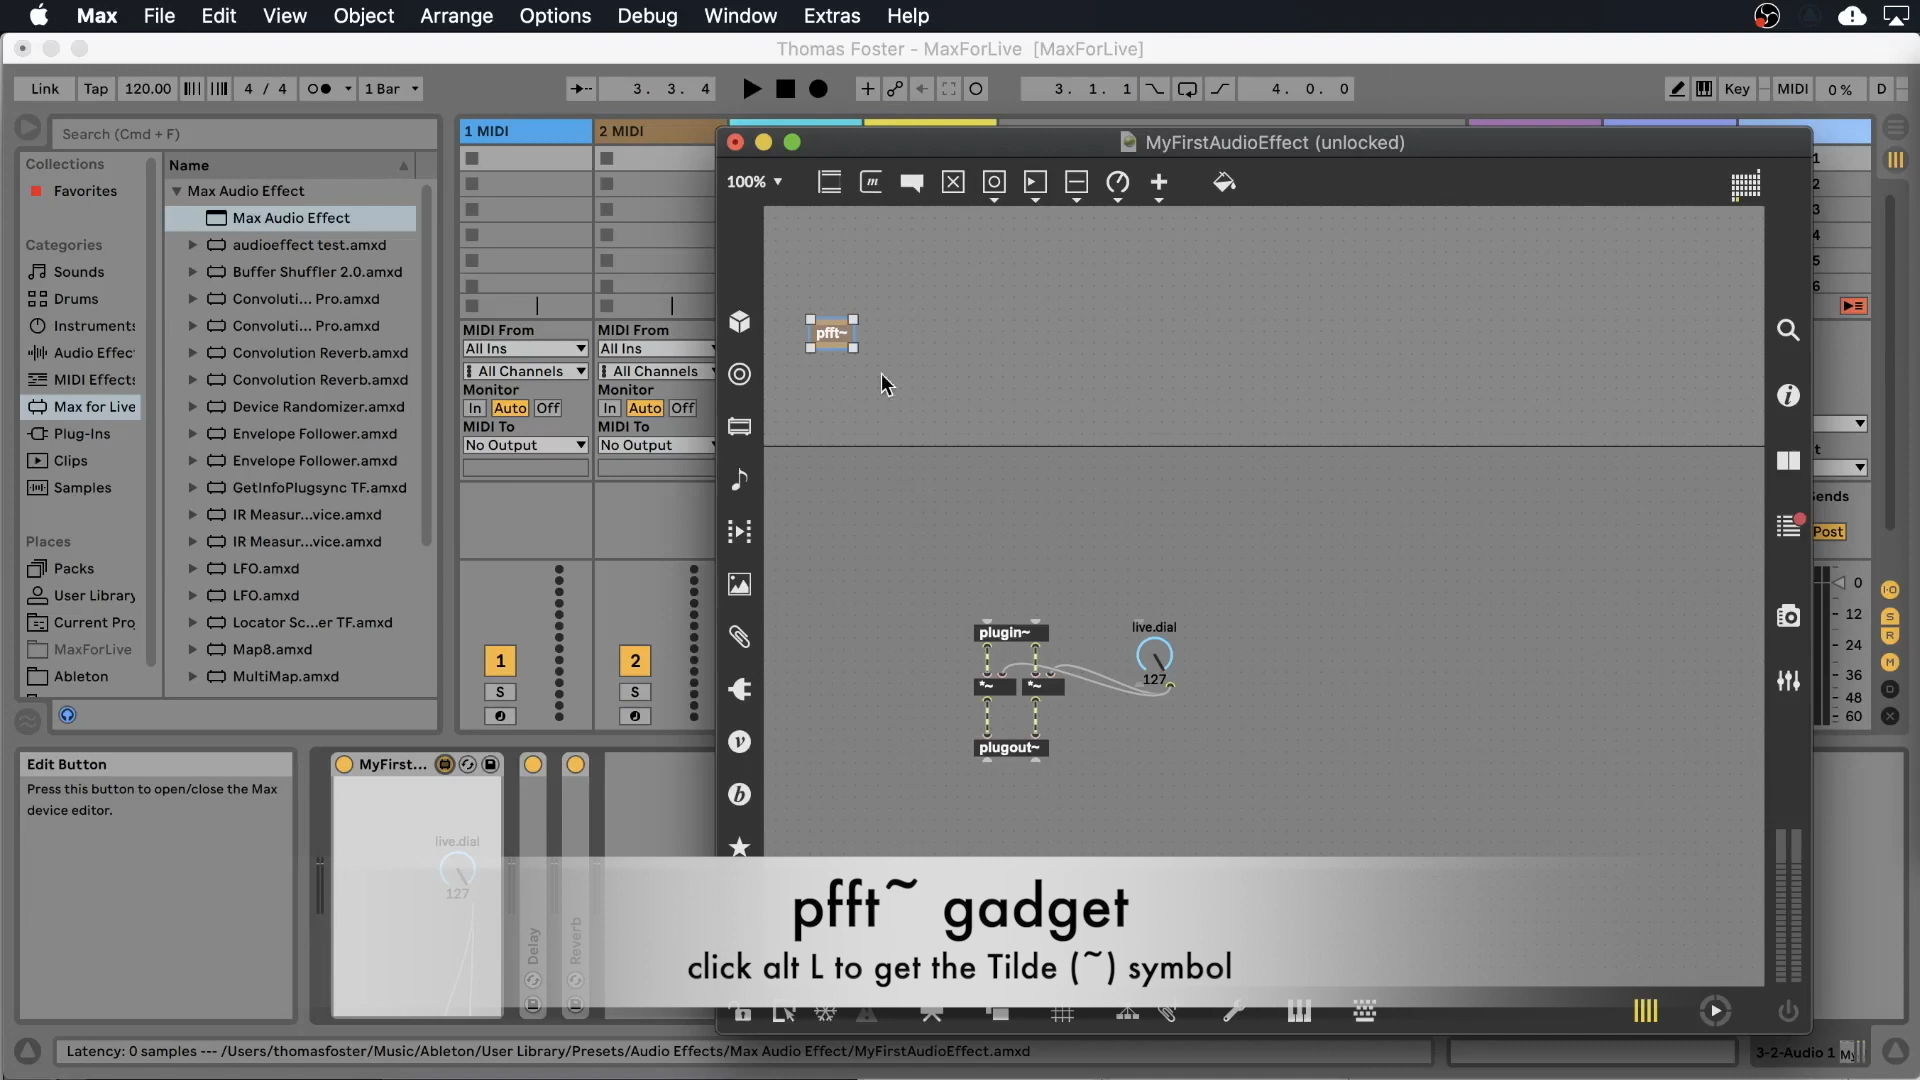 Max File Edit View Object Arrange Options Debug Window Extras Help
Thomas Foster - MaxForLive [MaxForLive]
Link Tap 120.00 4 / 4 1 Bar 3. 3. 4 3. 1. 1 4. 0. 0 Key MIDI 0 % D
Search (Cmd + F)
Collections
Favorites
Categories
Sounds
Drums
Instruments
Audio Effec
MIDI Effects
Max for Live
Plug-Ins
Clips
Samples
Places
Packs
User Library
Current Pro
MaxForLive
Ableton
Name
Max Audio Effect
Max Audio Effect
audioeffect test.amxd
Buffer Shuffler 2.0.amxd
Convoluti... Pro.amxd
Convoluti... Pro.amxd
Convolution Reverb.amxd
Convolution Reverb.amxd
Device Randomizer.amxd
Envelope Follower.amxd
Envelope Follower.amxd
GetInfoPlugsync TF.amxd
IR Measur...vice.amxd
IR Measur...vice.amxd
LFO.amxd
LFO.amxd
Locator Sc...er TF.amxd
Map8.amxd
MultiMap.amxd
1 MIDI
MIDI From
All Ins
All Channels
Monitor
In Auto Off
MIDI To
No Output
1
S
2 MIDI
MIDI From
All Ins
All Channels
Monitor
In Auto Off
MIDI To
No Output
2
S
MyFirstAudioEffect (unlocked)
100%
m
pfft~
plugin~
*~ *~
plugout~
live.dial
127
1
2
3
4
5
6
t
Sends
Post
0
12
24
36
48
60
I·O
S
R
M
Edit Button
Press this button to open/close the Max
device editor.
MyFirst...
live.dial
127
Delay
Reverb
pfft~ gadget
click alt L to get the Tilde (~) symbol
Latency: 0 samples --- /Users/thomasfoster/Music/Ableton/User Library/Presets/Audio Effects/Max Audio Effect/MyFirstAudioEffect.amxd
3-2-Audio 1
My